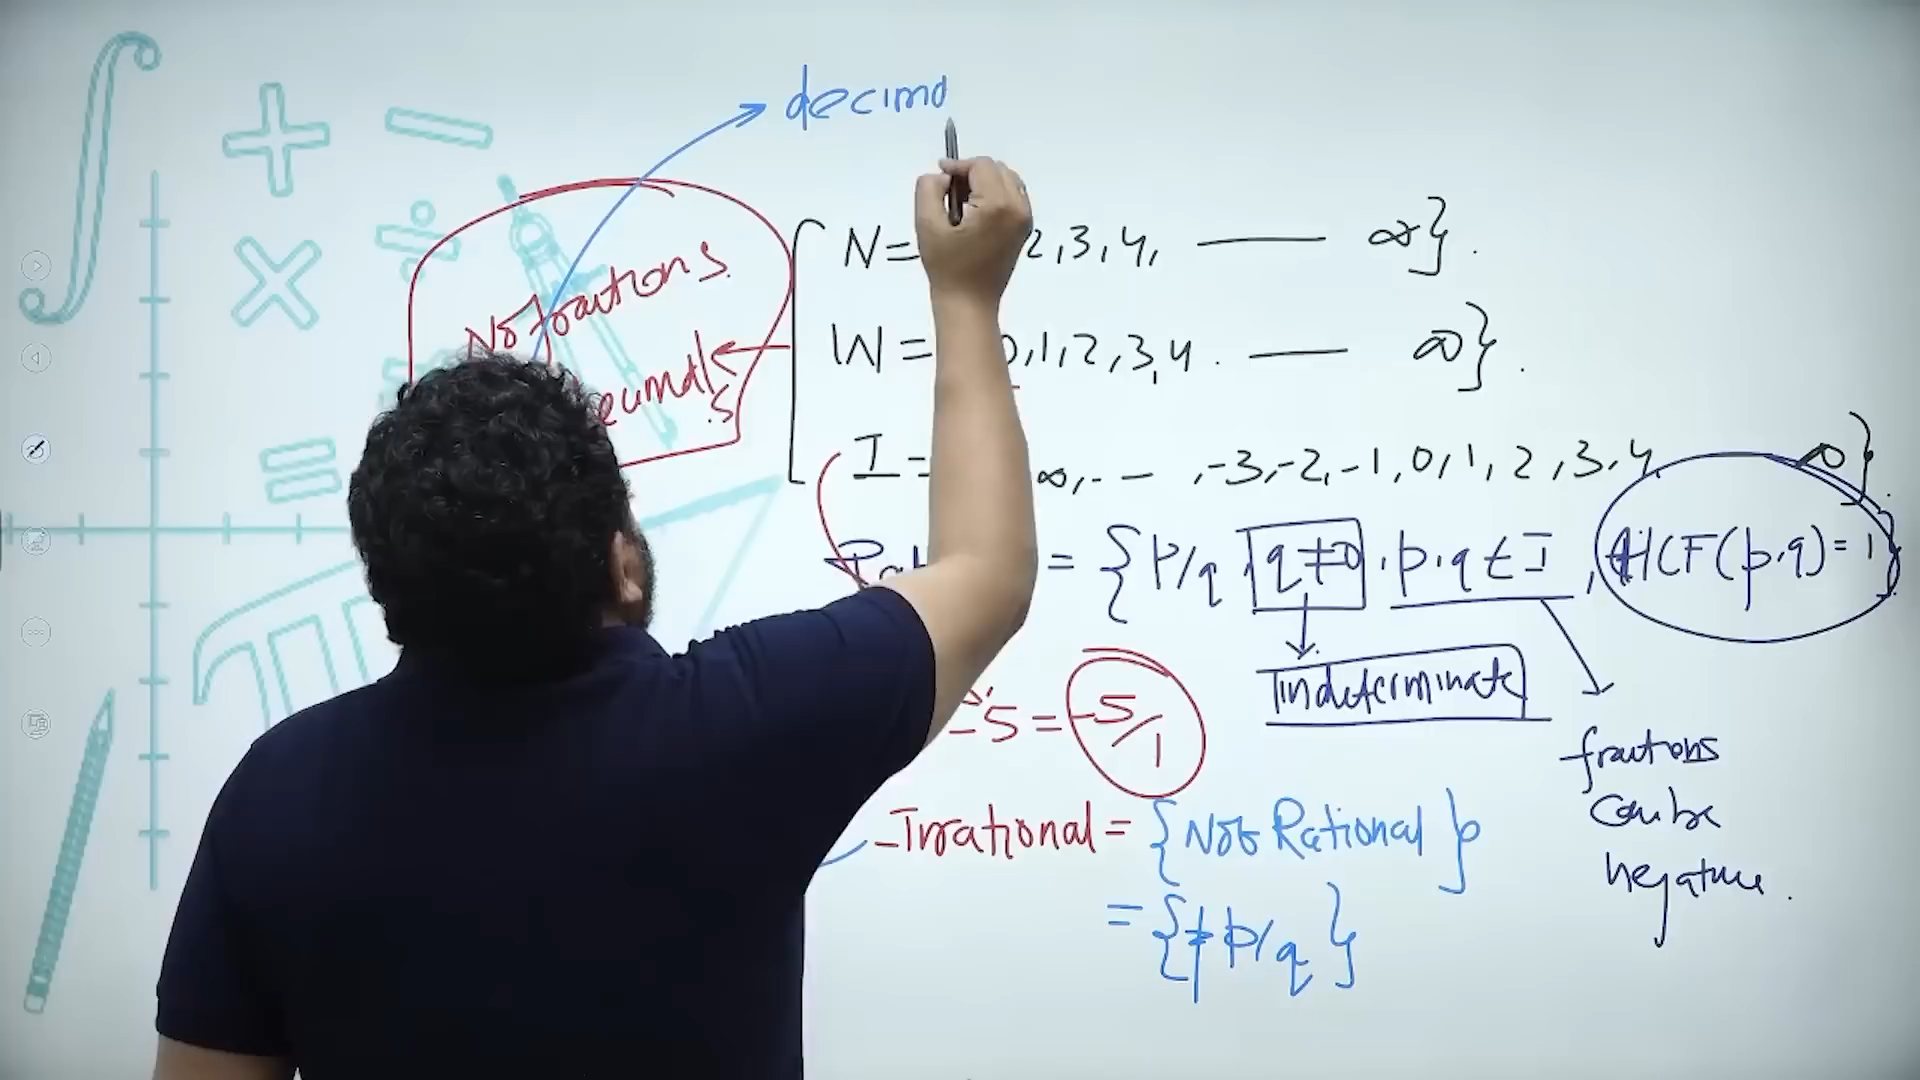 decima
No fractions
N= 2,3,4, —— ∞}.
ecimals
W= 0,1,2,3,4. —— ∞}.
I= ∞,-- ,-3,-2,-1,0,1,2,3,4, ∞}.
= {p/q, q≠0, p,q ∈ I, HCF(p,q)=1}
Indeterminate
-5 = -5/1
fractions
can be
negative.
Irrational = {Not Rational}
= {≠ p/q}